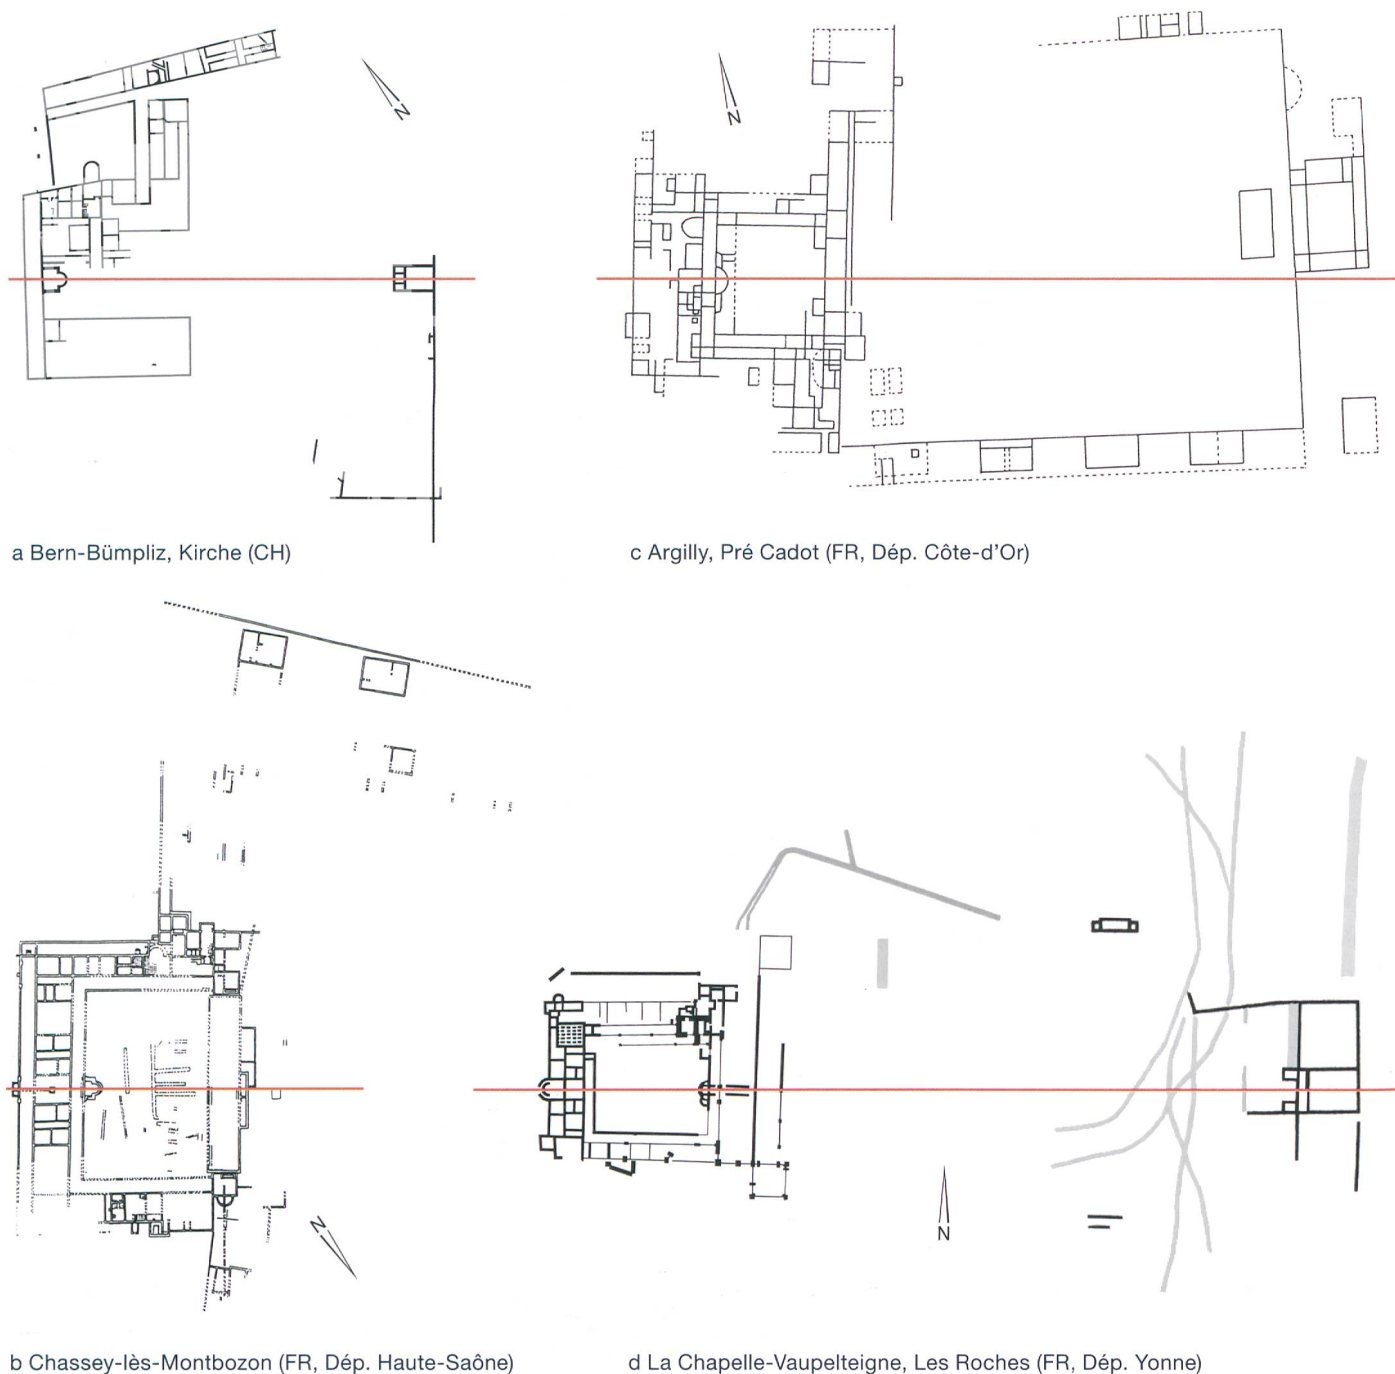 N
N
a Bern-Bümpliz, Kirche (CH)
c Argilly, Pré Cadot (FR, Dép. Côte-d'Or)
N
N
b Chassey-lès-Montbozon (FR, Dép. Haute-Saône)
d La Chapelle-Vaupelteigne, Les Roches (FR, Dép. Yonne)